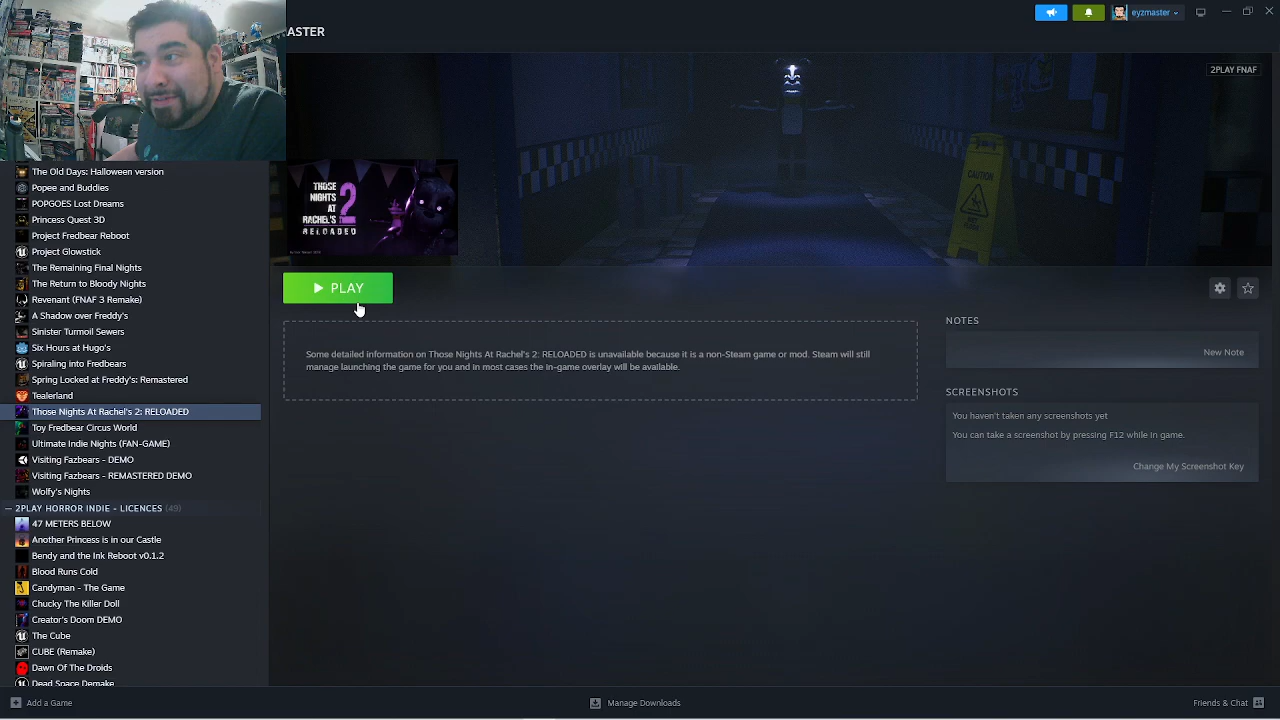 ASTER
eyzmaster
2PLAY FNAF
THOSE
NIGHTS
AT
RACHEL'S
2
RELOADED
CAUTION
PLAY
NOTES
New Note
Some detailed information on Those Nights At Rachel's 2: RELOADED is unavailable because it is a non-Steam game or mod. Steam will still
manage launching the game for you and in most cases the in-game overlay will be available.
SCREENSHOTS
You haven't taken any screenshots yet
You can take a screenshot by pressing F12 while in game.
Change My Screenshot Key
The Old Days: Halloween version
Popee and Buddies
POPGOES Lost Dreams
Princess Quest 3D
Project Fredbear Reboot
Project Glowstick
The Remaining Final Nights
The Return to Bloody Nights
Revenant (FNAF 3 Remake)
A Shadow over Freddy's
Sinister Turmoil Sewers
Six Hours at Hugo's
Spiraling into Fredbears
Spring Locked at Freddy's: Remastered
Tealerland
Those Nights At Rachel's 2: RELOADED
Toy Fredbear Circus World
Ultimate Indie Nights (FAN-GAME)
Visiting Fazbears - DEMO
Visiting Fazbears - REMASTERED DEMO
Wolfy's Nights
2PLAY HORROR INDIE - LICENCES (49)
47 METERS BELOW
Another Princess is in our Castle
Bendy and the Ink Reboot v0.1.2
Blood Runs Cold
Candyman - The Game
Chucky The Killer Doll
Creator's Doom DEMO
The Cube
CUBE (Remake)
Dawn Of The Droids
Dead Space Demake
Add a Game
Manage Downloads
Friends & Chat